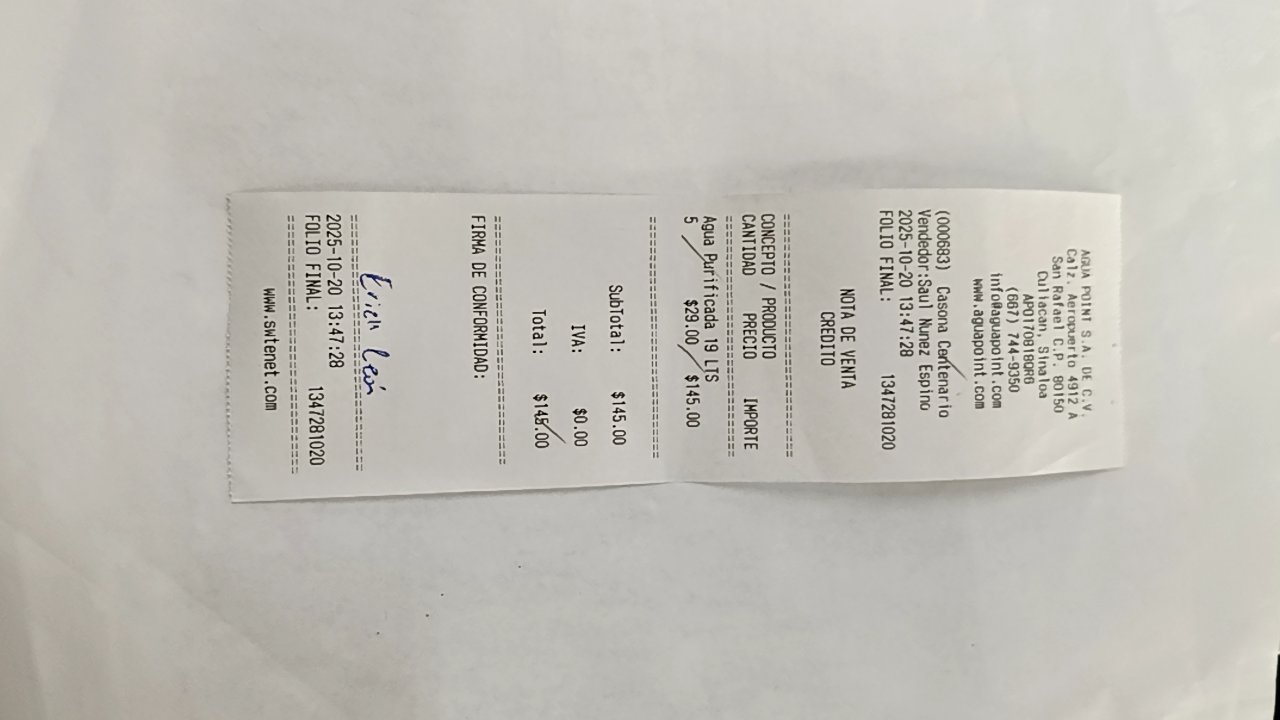 AGUA POINT S.A. DE C.V.
Calz. Aeropuerto 4912 A
San Rafael C.P. 80150
Culiacan, Sinaloa
APO170818QR6
(667) 744-9350
info@aguapoint.com
www.aguapoint.com
(000683) Casona Centenario
Vendedor:Saul Nunez Espino
2025-10-20 13:47:28
FOLIO FINAL: 1347281020
NOTA DE VENTA
CREDITO
=================================
CONCEPTO / PRODUCTO
CANTIDAD PRECIO IMPORTE
=================================
Agua Purificada 19 LTS
5 $29.00 $145.00
=================================
SubTotal: $145.00
IVA: $0.00
Total: $145.00
=================================
FIRMA DE CONFORMIDAD:
Erick León
=================================
2025-10-20 13:47:28
FOLIO FINAL: 1347281020
=================================
www.swtenet.com